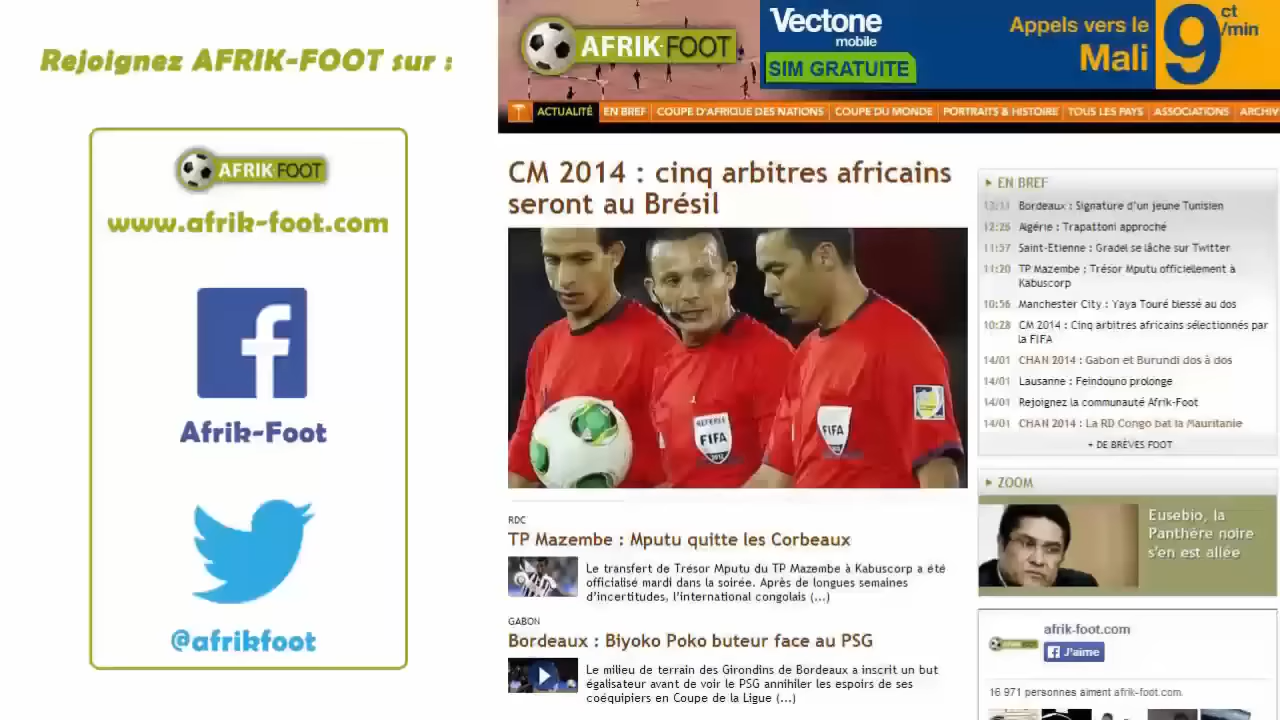 Rejoignez AFRIK-FOOT sur :
AFRIK FOOT
www.afrik-foot.com
f
Afrik-Foot
@afrikfoot
AFRIK-FOOT
Vectone
mobile
SIM GRATUITE
Appels vers le
Mali
9 ct
/min
ACTUALITÉ EN BREF COUPE D'AFRIQUE DES NATIONS COUPE DU MONDE PORTRAITS & HISTOIRE TOUS LES PAYS ASSOCIATIONS ARCHIV
CM 2014 : cinq arbitres africains
seront au Brésil
REFEREE
FIFA
FIFA
RDC
TP Mazembe : Mputu quitte les Corbeaux
Le transfert de Trésor Mputu du TP Mazembe à Kabuscorp a été
officialisé mardi dans la soirée. Après de longues semaines
d'incertitudes, l'international congolais (...)
GABON
Bordeaux : Biyoko Poko buteur face au PSG
Le milieu de terrain des Girondins de Bordeaux a inscrit un but
égalisateur avant de voir le PSG annihiler les espoirs de ses
coéquipiers en Coupe de la Ligue (...)
EN BREF
Bordeaux : Signature d'un jeune Tunisien
12:26 Algérie : Trapattoni approché
11:57 Saint-Etienne : Gradel se lâche sur Twitter
11:20 TP Mazembe : Trésor Mputu officiellement à
Kabuscorp
10:56 Manchester City : Yaya Touré blessé au dos
10:28 CM 2014 : Cinq arbitres africains sélectionnés par
la FIFA
14/01 CHAN 2014 : Gabon et Burundi dos à dos
14/01 Lausanne : Feindouno prolonge
14/01 Rejoignez la communauté Afrik-Foot
14/01 CHAN 2014 : La RD Congo bat la Mauritanie
+ DE BRÈVES FOOT
ZOOM
Eusebio, la
Panthère noire
s'en est allée
afrik-foot.com
J'aime
16 971 personnes aiment afrik-foot.com.